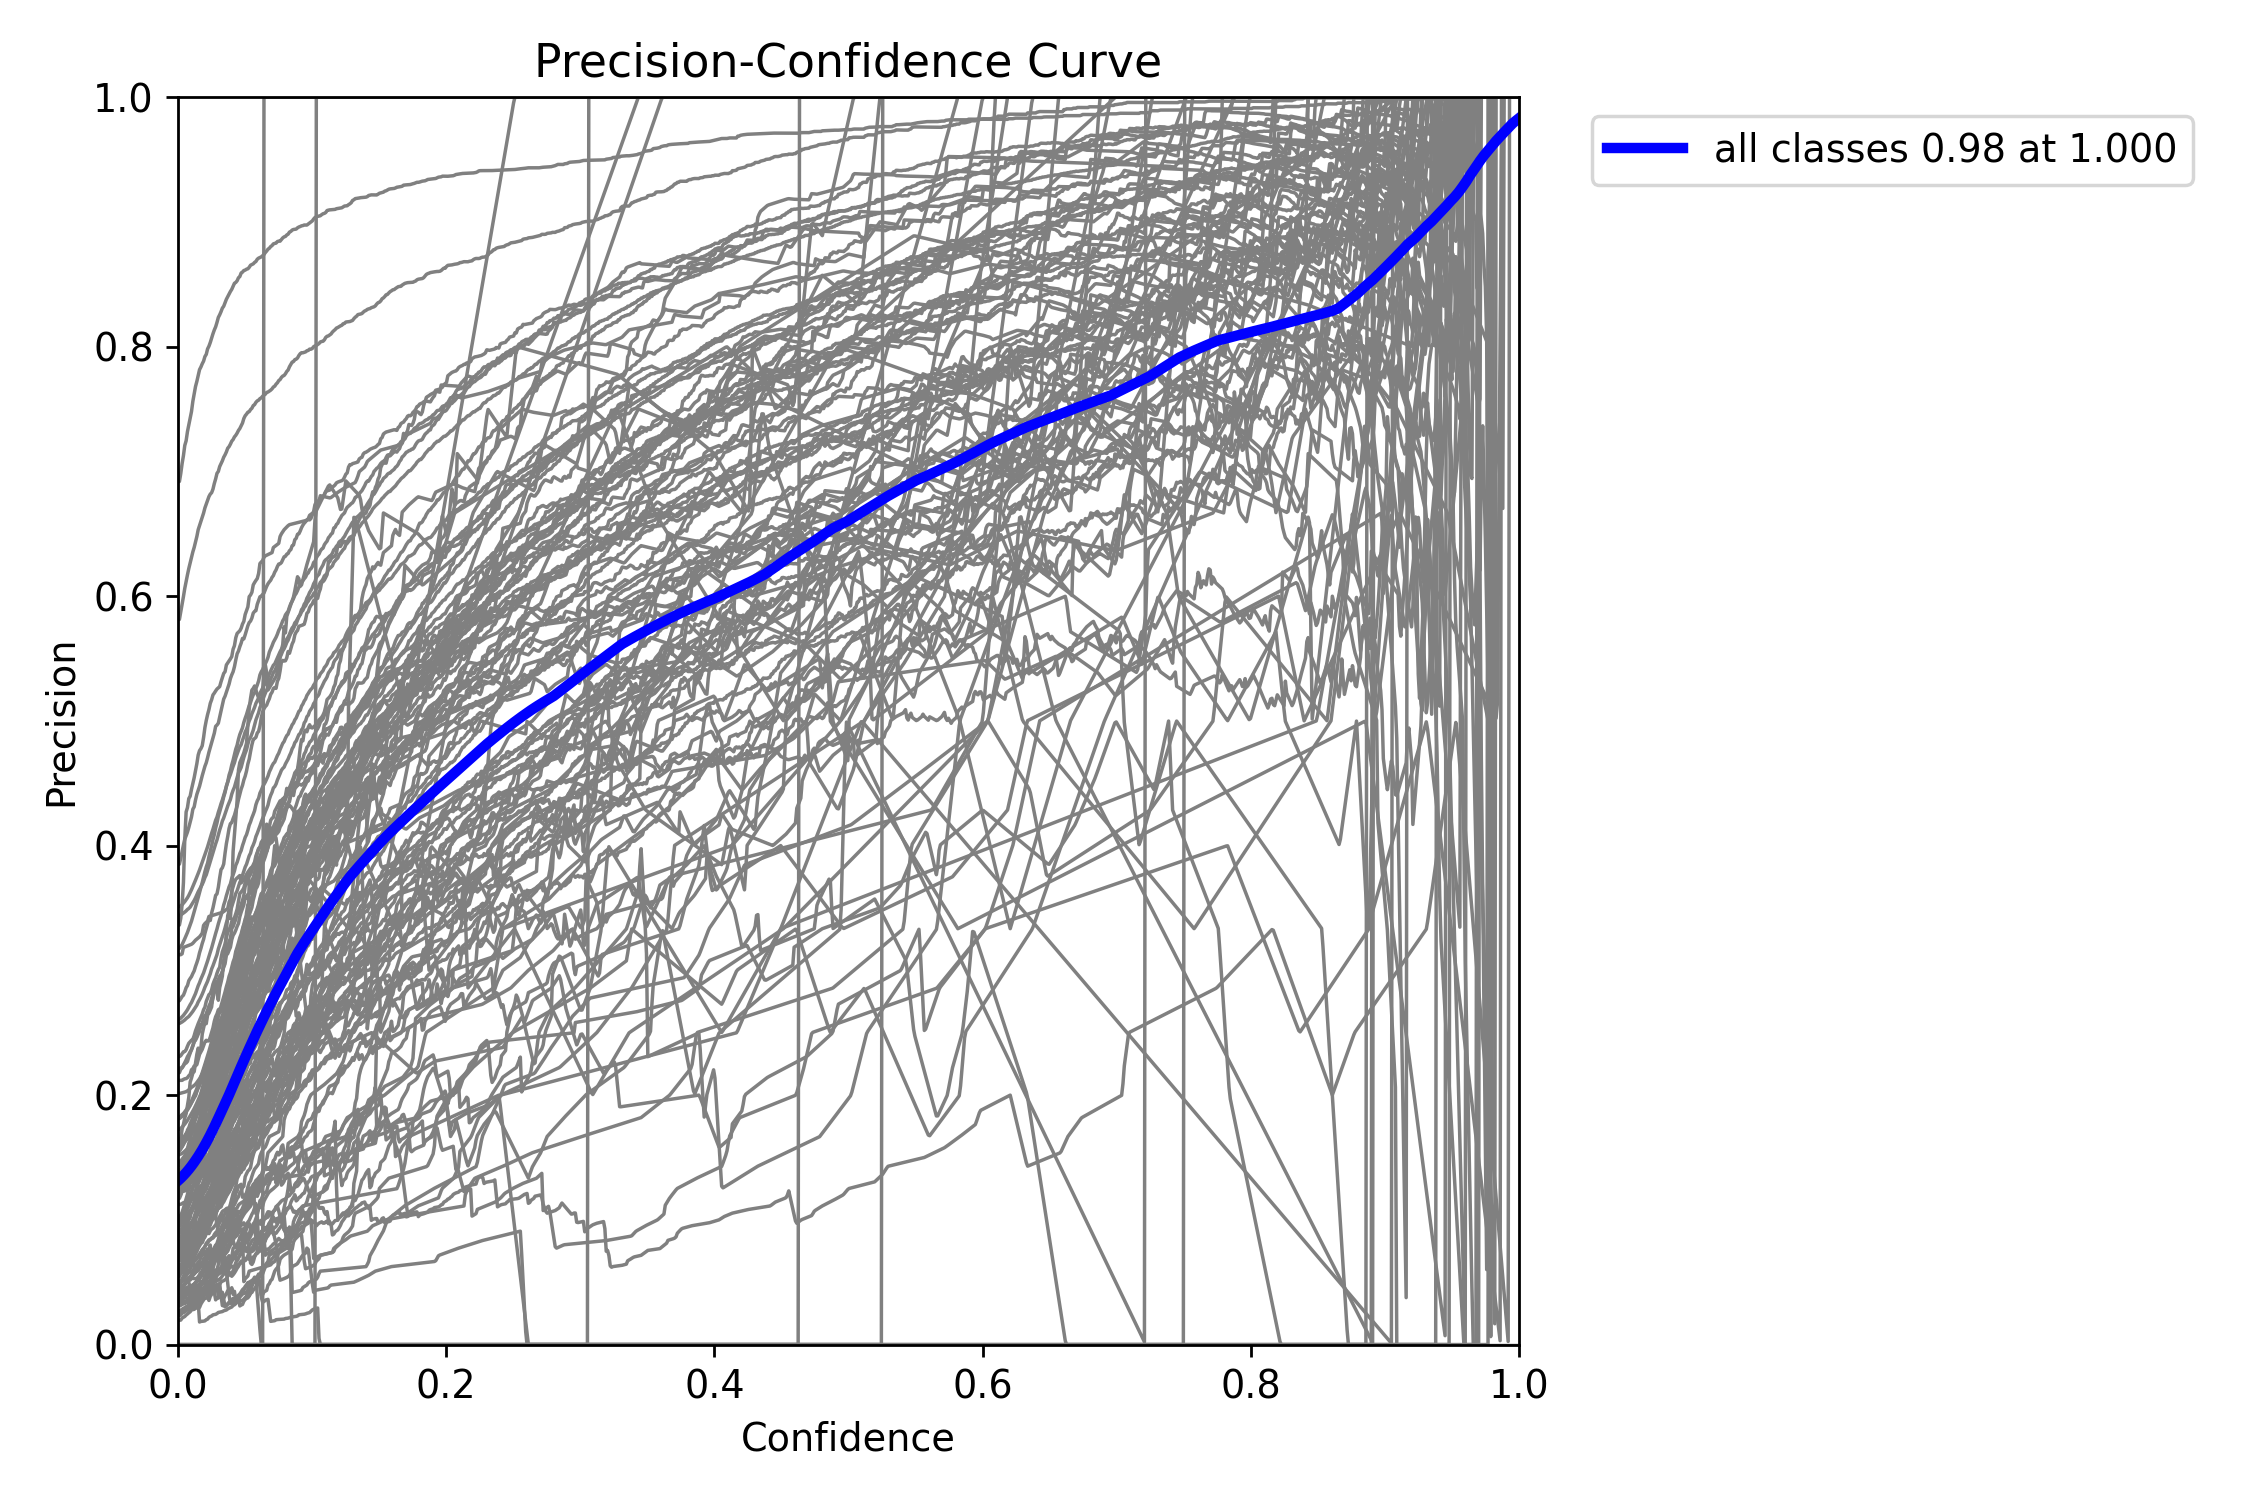 Precision-Confidence Curve
all classes 0.98 at 1.000
Precision
1.0
0.8
0.6
0.4
0.2
0.0
0.0 0.2 0.4 0.6 0.8 1.0
Confidence